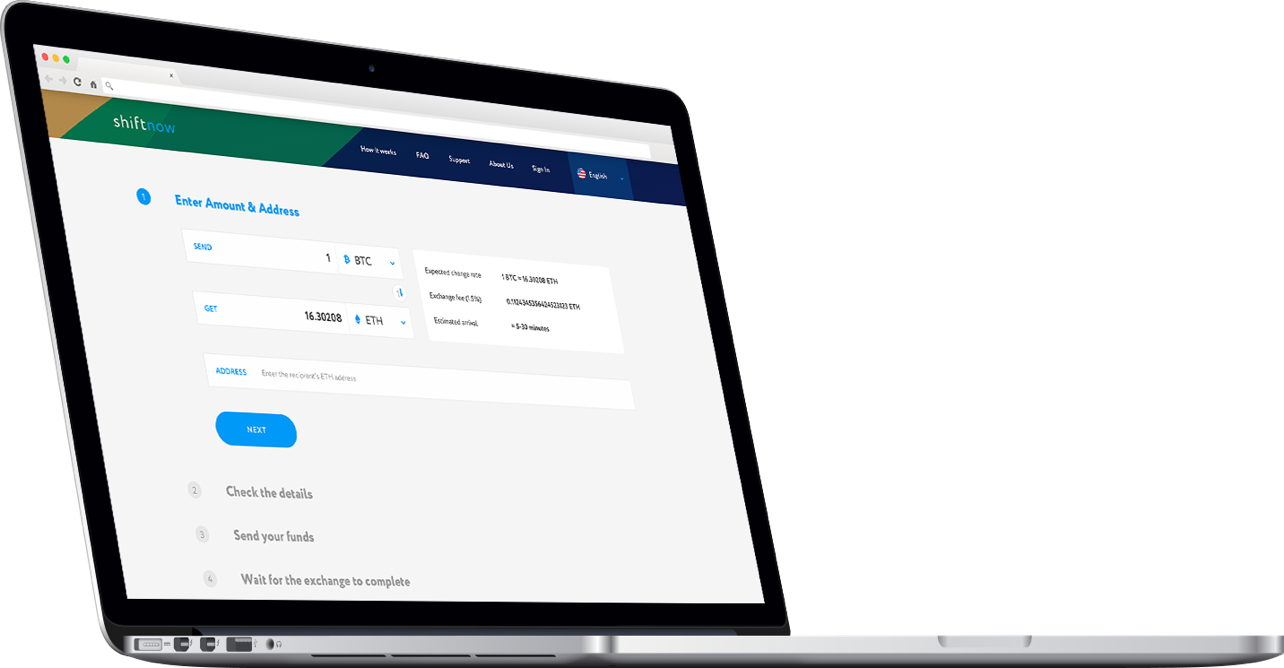 shiftnow
How it works
FAQ
Support
About Us
Sign In
English
1
Enter Amount & Address
SEND
1
BTC
GET
16.30208
ETH
Expected change rate
1 BTC ≈ 16.30208 ETH
Exchange fee (1.5%)
Estimated arrival
≈ 5-30 minutes
ADDRESS
Enter the recipient's ETH address
NEXT
2
Check the details
3
Send your funds
4
Wait for the exchange to complete